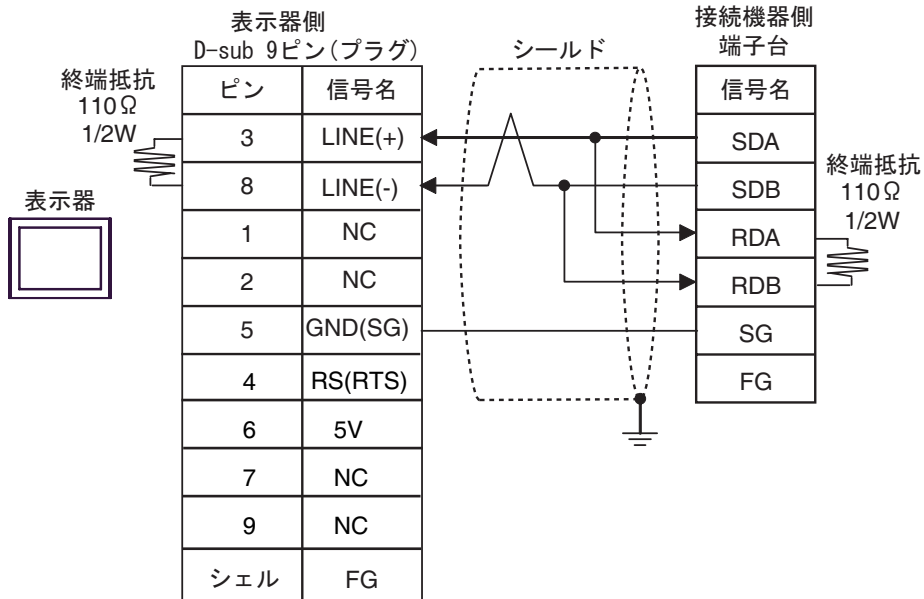 表示器側
D-sub 9ピン(プラグ)
シールド
接続機器側
端子台
終端抵抗
110Ω
1/2W
ピン 信号名
3 LINE(+)
8 LINE(-)
1 NC
2 NC
5 GND(SG)
4 RS(RTS)
6 5V
7 NC
9 NC
シェル FG
表示器
信号名
SDA
SDB
RDA
RDB
SG
FG
終端抵抗
110Ω
1/2W